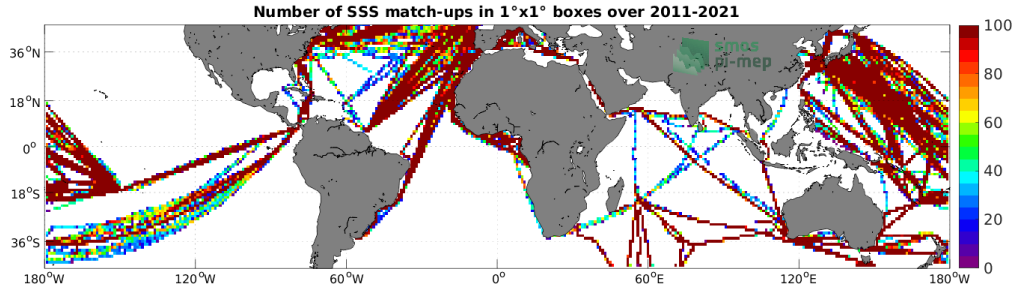 Number of SSS match-ups in 1°x1° boxes over 2011-2021
36°N
18°N
0°
18°S
36°S
180°W
120°W
60°W
0°
60°E
120°E
180°W
100
80
60
40
20
0
smos
pi-mep